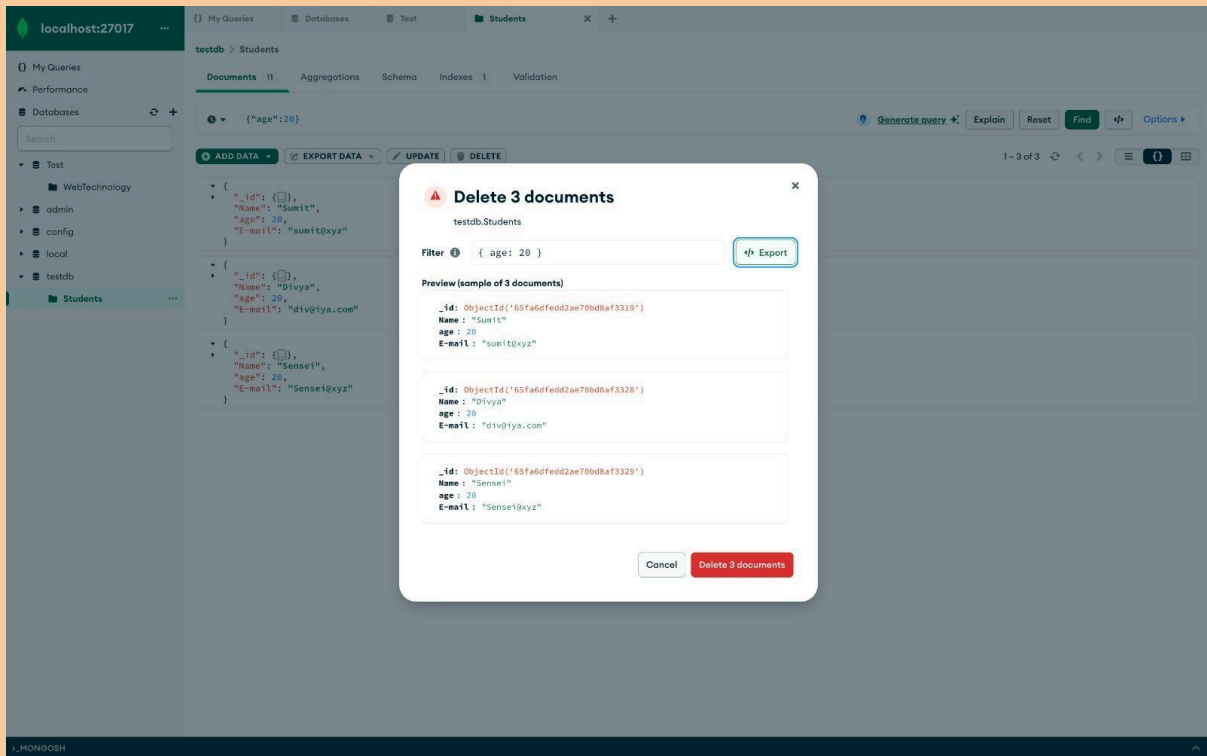 localhost:27017 ...
{} My Queries
Performance
Databases
Search
Test
WebTechnology
admin
config
local
testdb
Students ...
{} My Queries Databases Test Students
testdb > Students
Documents 11 Aggregations Schema Indexes 1 Validation
{"age":20} Generate query Explain Reset Find </> Options
ADD DATA EXPORT DATA UPDATE DELETE 1 – 3 of 3 {}
{
"_id": {…},
"Name": "Sumit",
"age": 20,
"E-mail": "sumit@xyz"
}
{
"_id": {…},
"Name": "Divya",
"age": 20,
"E-mail": "div@iya.com"
}
{
"_id": {…},
"Name": "Sensei",
"age": 20,
"E-mail": "Sensei@xyz"
}
Delete 3 documents
testdb.Students
Filter { age: 20 } </> Export
Preview (sample of 3 documents)
_id: ObjectId('65fa6dfedd2ae70bd8af3319')
Name : "Sumit"
age : 20
E-mail : "sumit@xyz"
_id: ObjectId('65fa6dfedd2ae70bd8af3328')
Name : "Divya"
age : 20
E-mail : "div@iya.com"
_id: ObjectId('65fa6dfedd2ae70bd8af3329')
Name : "Sensei"
age : 20
E-mail : "Sensei@xyz"
Cancel Delete 3 documents
>_MONGOSH